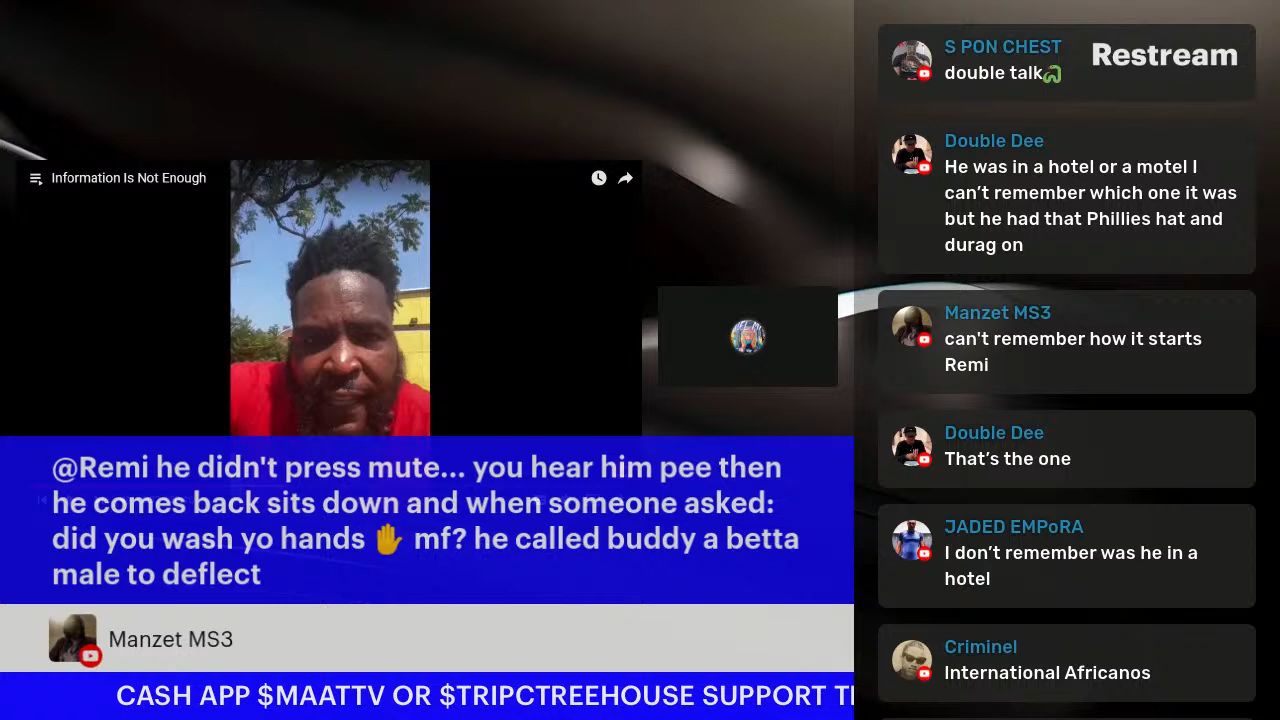 Information Is Not Enough
@Remi he didn't press mute... you hear him pee then
he comes back sits down and when someone asked:
did you wash yo hands ✋ mf? he called buddy a betta
male to deflect
Manzet MS3
CASH APP $MAATTV OR $TRIPCTREEHOUSE SUPPORT
Restream
S PON CHEST
double talk
Double Dee
He was in a hotel or a motel I
can’t remember which one it was
but he had that Phillies hat and
durag on
Manzet MS3
can't remember how it starts
Remi
Double Dee
That’s the one
JADED EMPoRA
I don’t remember was he in a
hotel
Criminel
International Africanos